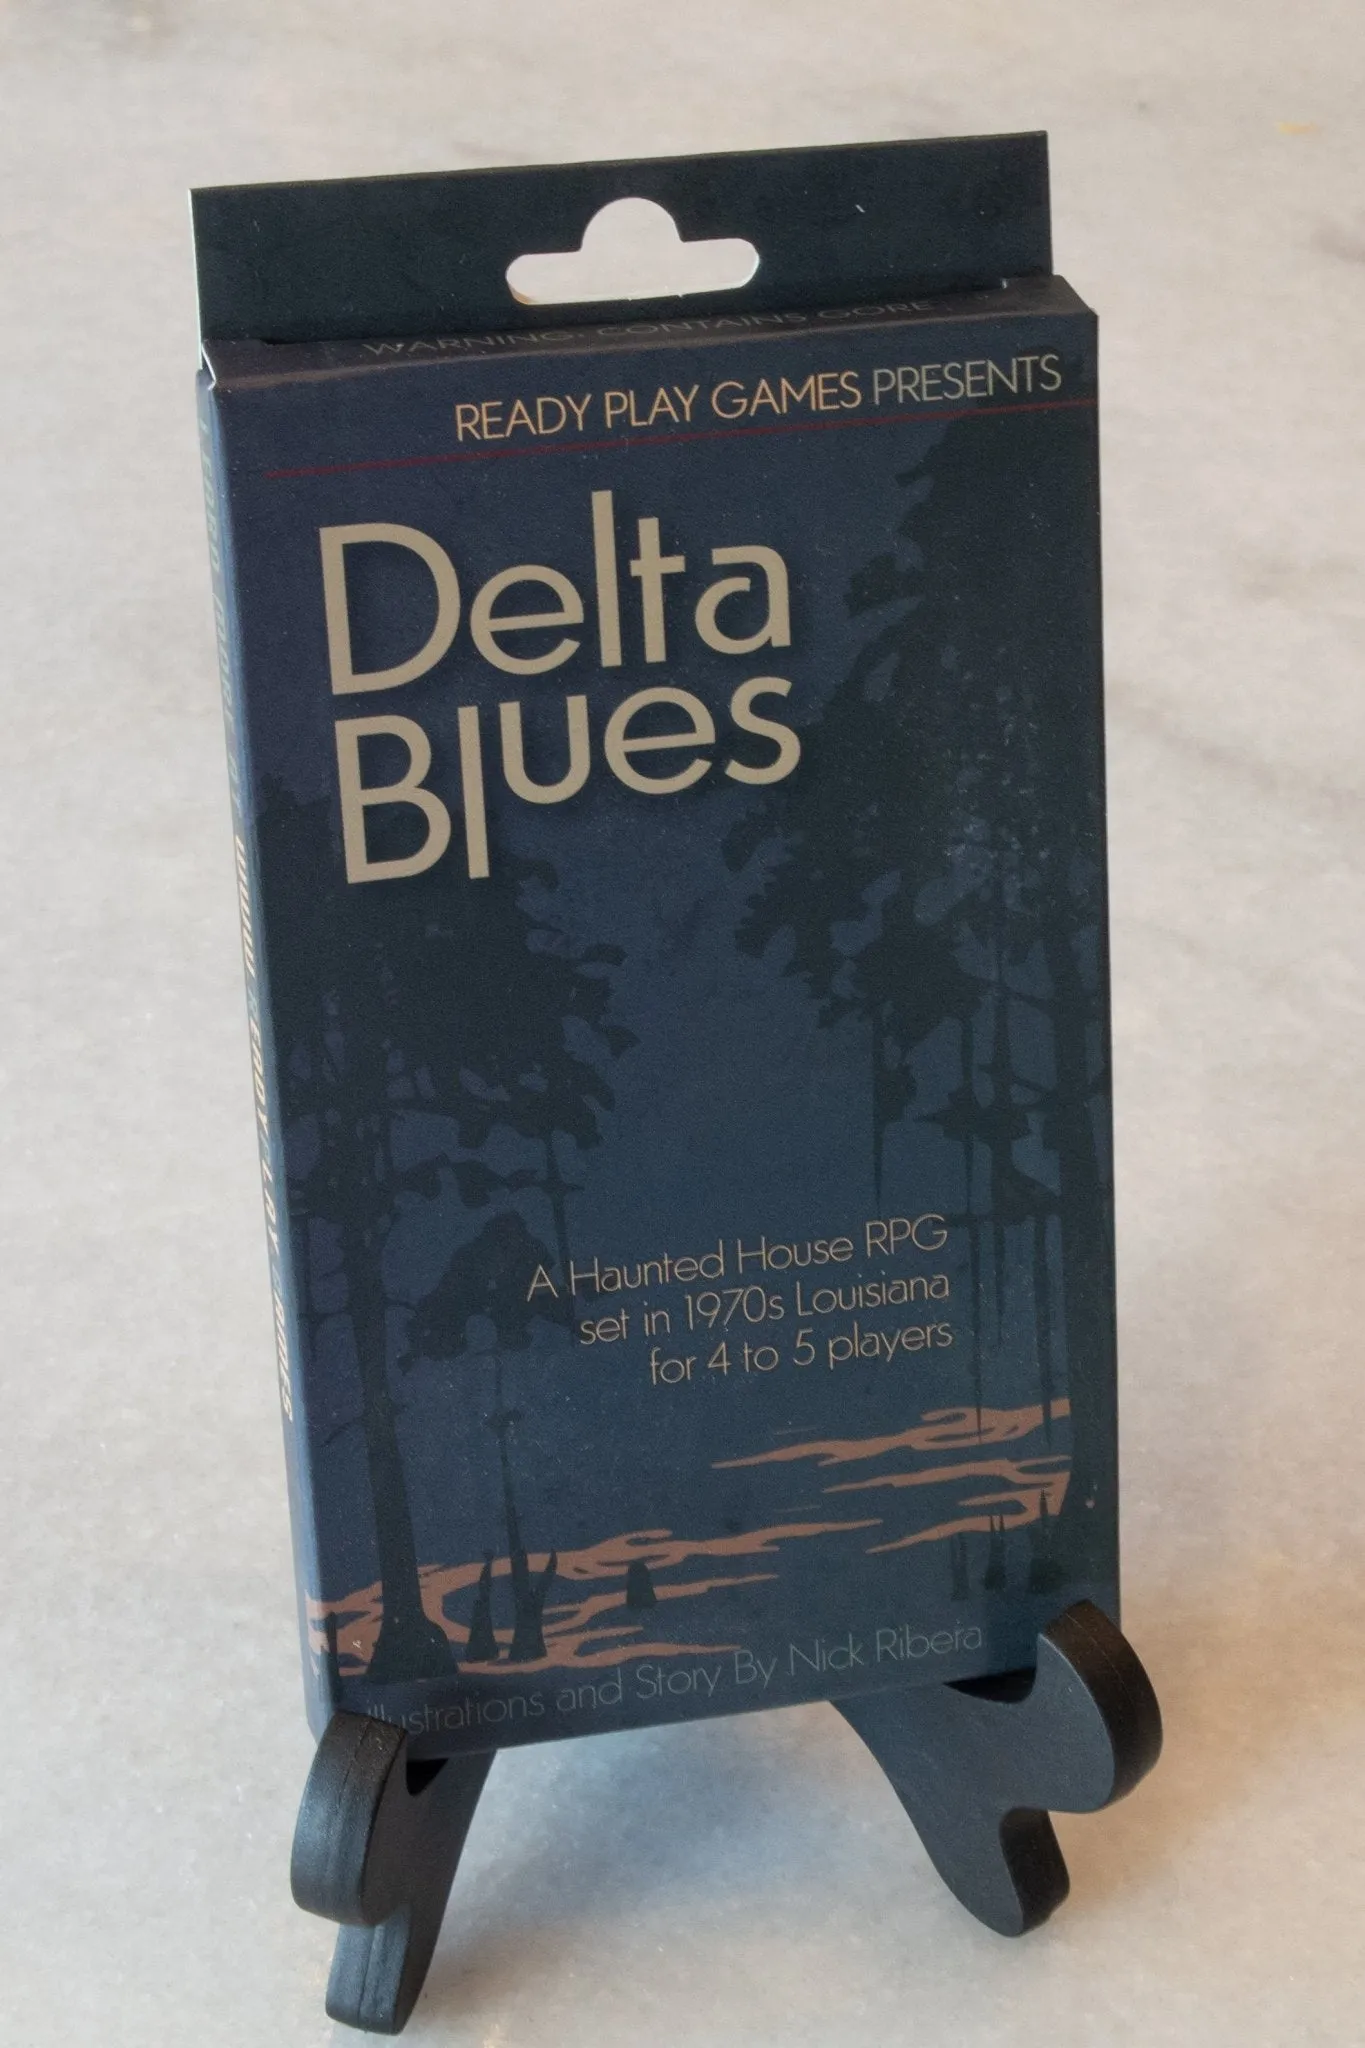 WARNING: CONTAINS GORE
READY PLAY GAMES PRESENTS
Delta
Blues
A Haunted House RPG
set in 1970s Louisiana
for 4 to 5 players
Illustrations and Story By Nick Ribera